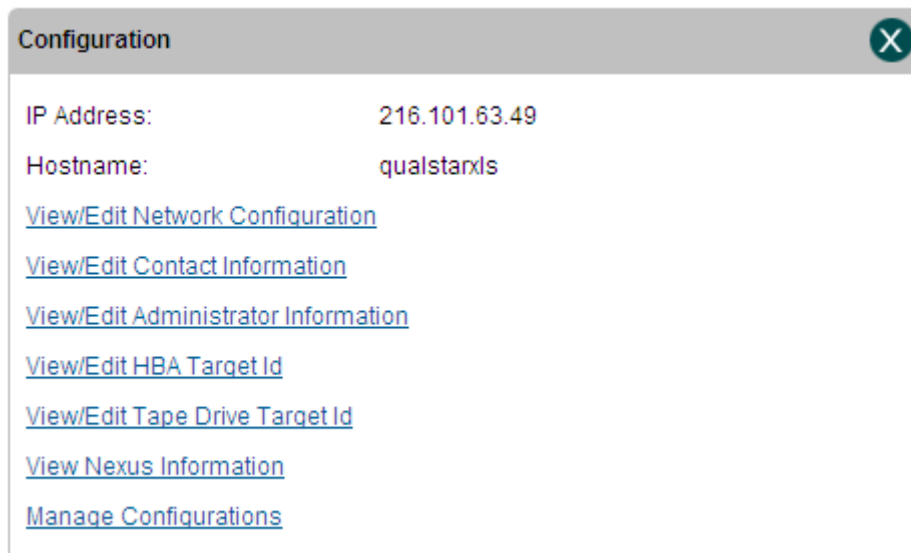 Configuration
X
IP Address: 216.101.63.49
Hostname: qualstarxls
View/Edit Network Configuration
View/Edit Contact Information
View/Edit Administrator Information
View/Edit HBA Target Id
View/Edit Tape Drive Target Id
View Nexus Information
Manage Configurations